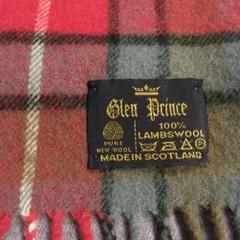 Glen Prince
100%
LAMBSWOOL
PURE
NEW WOOL
MADE IN SCOTLAND